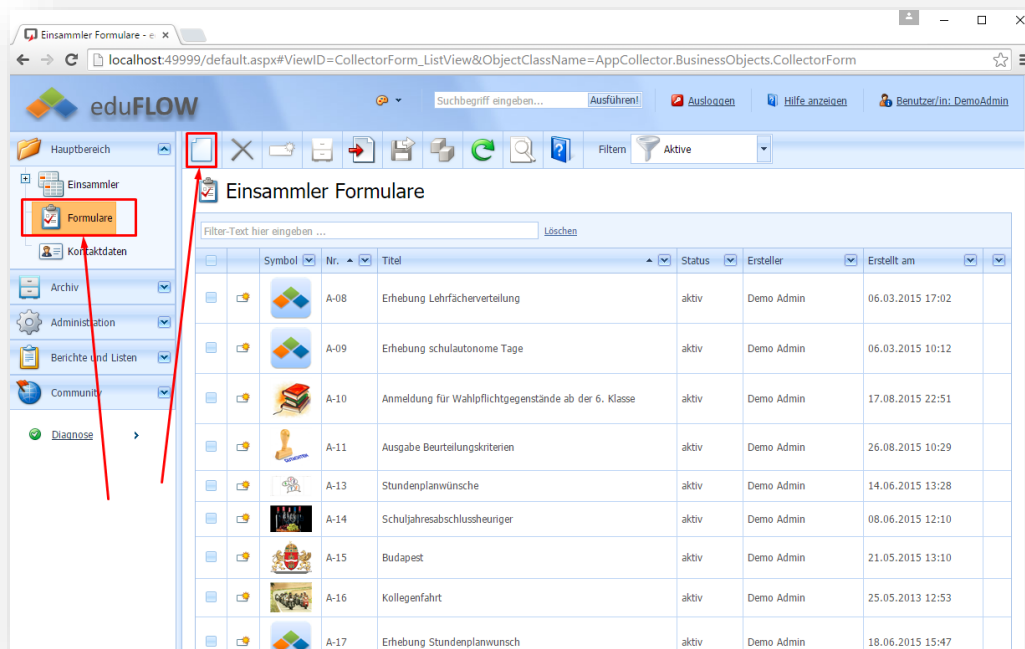 Einsammler Formulare - e
localhost:49999/default.aspx#ViewID=CollectorForm_ListView&ObjectClassName=AppCollector.BusinessObjects.CollectorForm
eduFLOW
Suchbegriff eingeben... Ausführen! Ausloggen Hilfe anzeigen Benutzer/in: DemoAdmin
Hauptbereich
Einsammler
Formulare
Kontaktdaten
Archiv
Administration
Berichte und Listen
Community
Diagnose
Filtern Aktive
Einsammler Formulare
Filter-Text hier eingeben ... Löschen
Symbol Nr. Titel Status Ersteller Erstellt am
A-08 Erhebung Lehrfächerverteilung aktiv Demo Admin 06.03.2015 17:02
A-09 Erhebung schulautonome Tage aktiv Demo Admin 06.03.2015 10:12
A-10 Anmeldung für Wahlpflichtgegenstände ab der 6. Klasse aktiv Demo Admin 17.08.2015 22:51
A-11 Ausgabe Beurteilungskriterien aktiv Demo Admin 26.08.2015 10:29
A-13 Stundenplanwünsche aktiv Demo Admin 14.06.2015 13:28
A-14 Schuljahresabschlussheuriger aktiv Demo Admin 08.06.2015 12:10
A-15 Budapest aktiv Demo Admin 21.05.2015 13:10
A-16 Kollegenfahrt aktiv Demo Admin 25.05.2013 12:53
A-17 Erhebung Stundenplanwunsch aktiv Demo Admin 18.06.2015 15:47